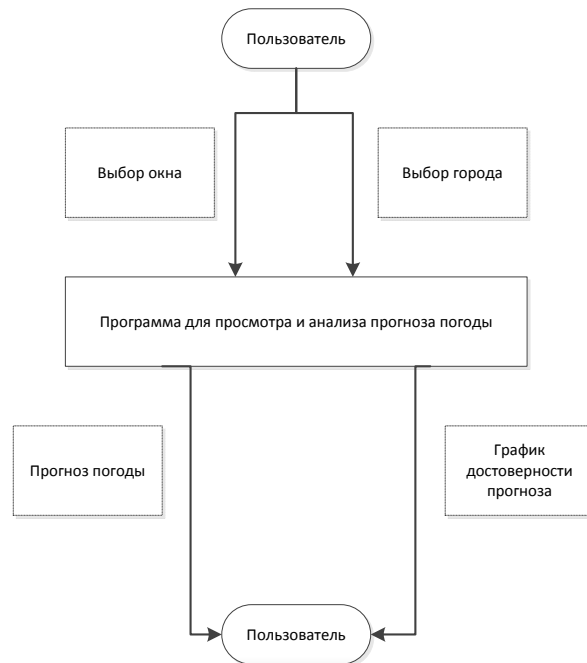 Пользователь
Выбор окна
Выбор города
Программа для просмотра и анализа прогноза погоды
Прогноз погоды
График
достоверности
прогноза
Пользователь